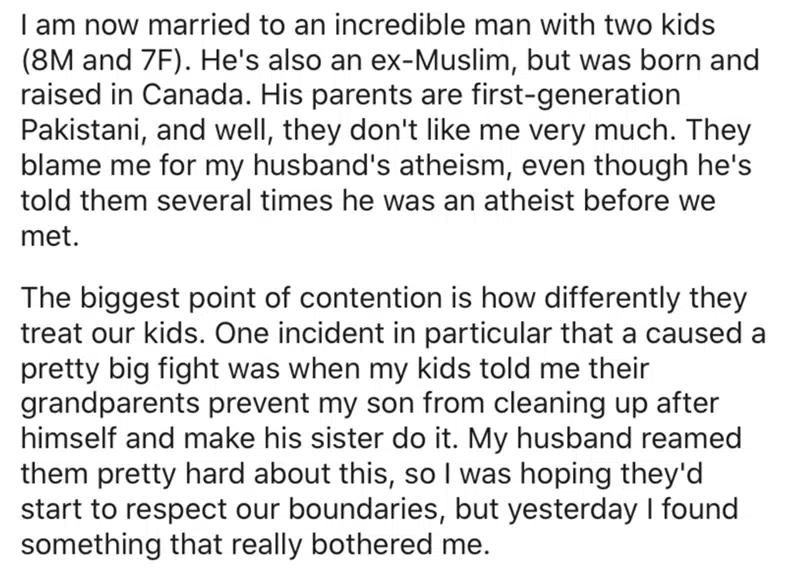 I am now married to an incredible man with two kids
(8M and 7F). He's also an ex-Muslim, but was born and
raised in Canada. His parents are first-generation
Pakistani, and well, they don't like me very much. They
blame me for my husband's atheism, even though he's
told them several times he was an atheist before we
met.
The biggest point of contention is how differently they
treat our kids. One incident in particular that a caused a
pretty big fight was when my kids told me their
grandparents prevent my son from cleaning up after
himself and make his sister do it. My husband reamed
them pretty hard about this, so I was hoping they'd
start to respect our boundaries, but yesterday I found
something that really bothered me.